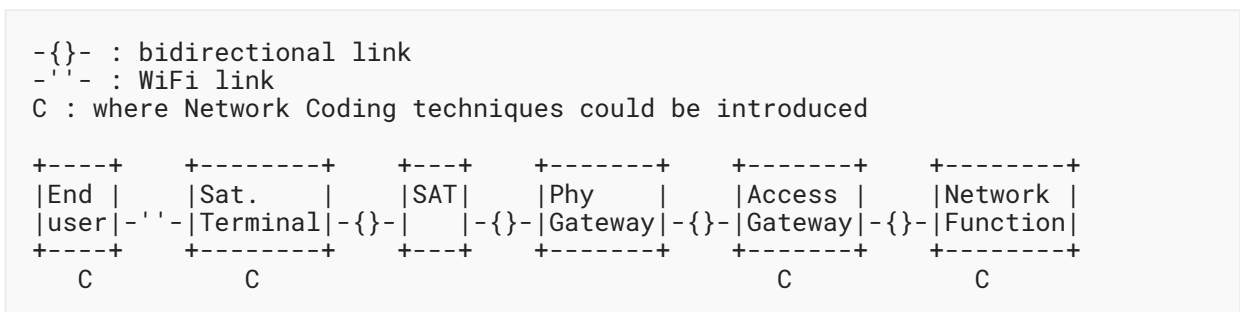 -{}- : bidirectional link
-''- : WiFi link
C : where Network Coding techniques could be introduced

+----+    +--------+    +---+    +-------+    +-------+    +--------+
|End |    |Sat.    |    |SAT|    |Phy    |    |Access |    |Network |
|user|-''-|Terminal|-{}-|   |-{}-|Gateway|-{}-|Gateway|-{}-|Function|
+----+    +--------+    +---+    +-------+    +-------+    +--------+
   C          C                                  C            C